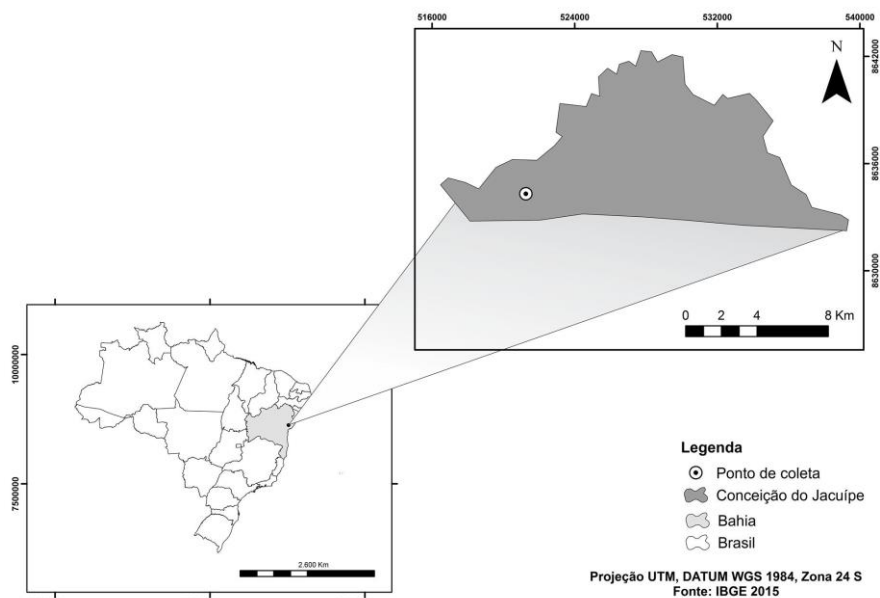 516000 524000 532000 540000
N
8642000
8636000
8630000
0 2 4 8 Km
10000000
7500000
2.600 Km
Legenda
Ponto de coleta
Conceição do Jacuípe
Bahia
Brasil
Projeção UTM, DATUM WGS 1984, Zona 24 S
Fonte: IBGE 2015